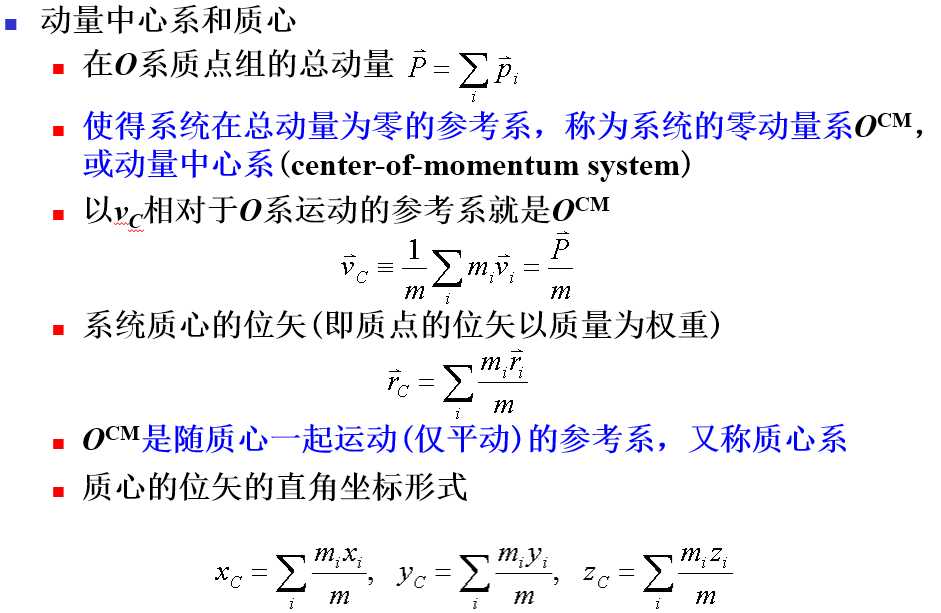 动量中心系和质心
在O系质点组的总动量 $\vec{P} = \sum_i \vec{p}_i$
使得系统在总动量为零的参考系，称为系统的零动量系O^{CM}，
或动量中心系(center-of-momentum system)
以v_C相对于O系运动的参考系就是O^{CM}
$\vec{v}_C \equiv \frac{1}{m} \sum_i m_i \vec{v}_i = \frac{\vec{P}}{m}$
系统质心的位矢(即质点的位矢以质量为权重)
$\vec{r}_C = \sum_i \frac{m_i \vec{r}_i}{m}$
O^{CM}是随质心一起运动(仅平动)的参考系，又称质心系
质心的位矢的直角坐标形式
$x_C = \sum_i \frac{m_i x_i}{m}, \quad y_C = \sum_i \frac{m_i y_i}{m}, \quad z_C = \sum_i \frac{m_i z_i}{m}$